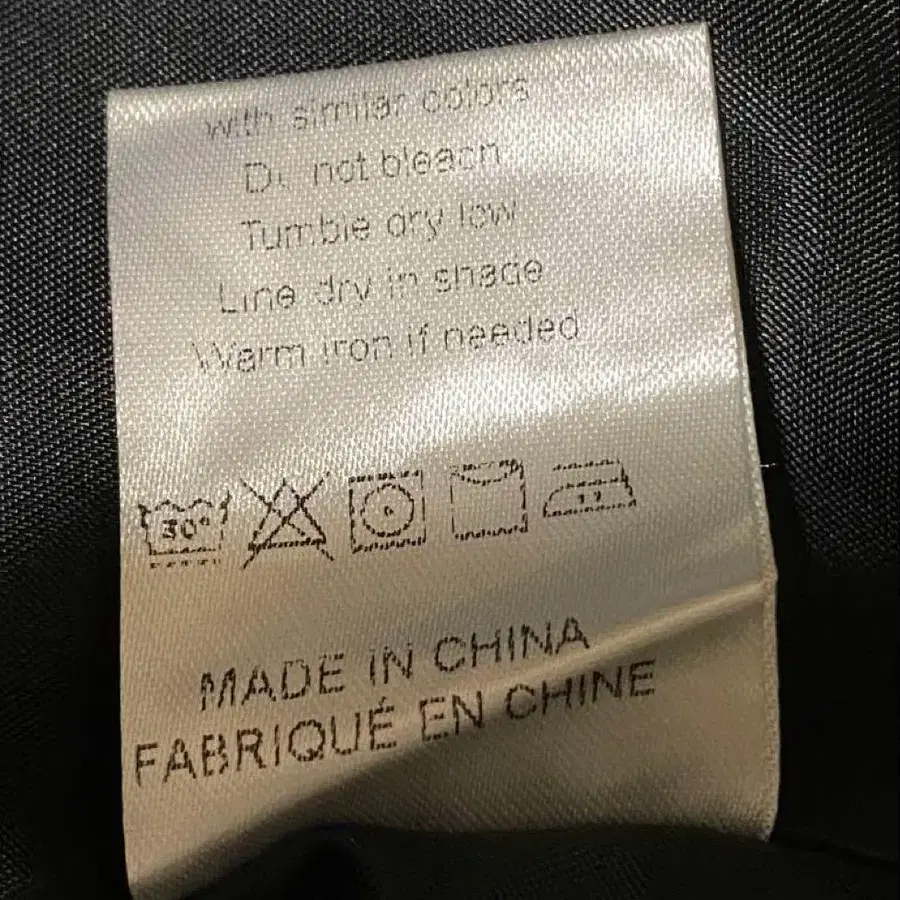 with similar colors
Do not bleach
Tumble dry low
Line dry in shade
Warm iron if needed
30°
MADE IN CHINA
FABRIQUÉ EN CHINE